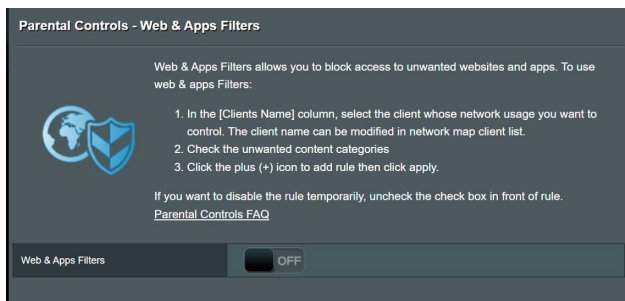 Parental Controls - Web & Apps Filters
Web & Apps Filters allows you to block access to unwanted websites and apps. To use
web & apps Filters:
1. In the [Clients Name] column, select the client whose network usage you want to
control. The client name can be modified in network map client list.
2. Check the unwanted content categories
3. Click the plus (+) icon to add rule then click apply.
If you want to disable the rule temporarily, uncheck the check box in front of rule.
Parental Controls FAQ
Web & Apps Filters
OFF